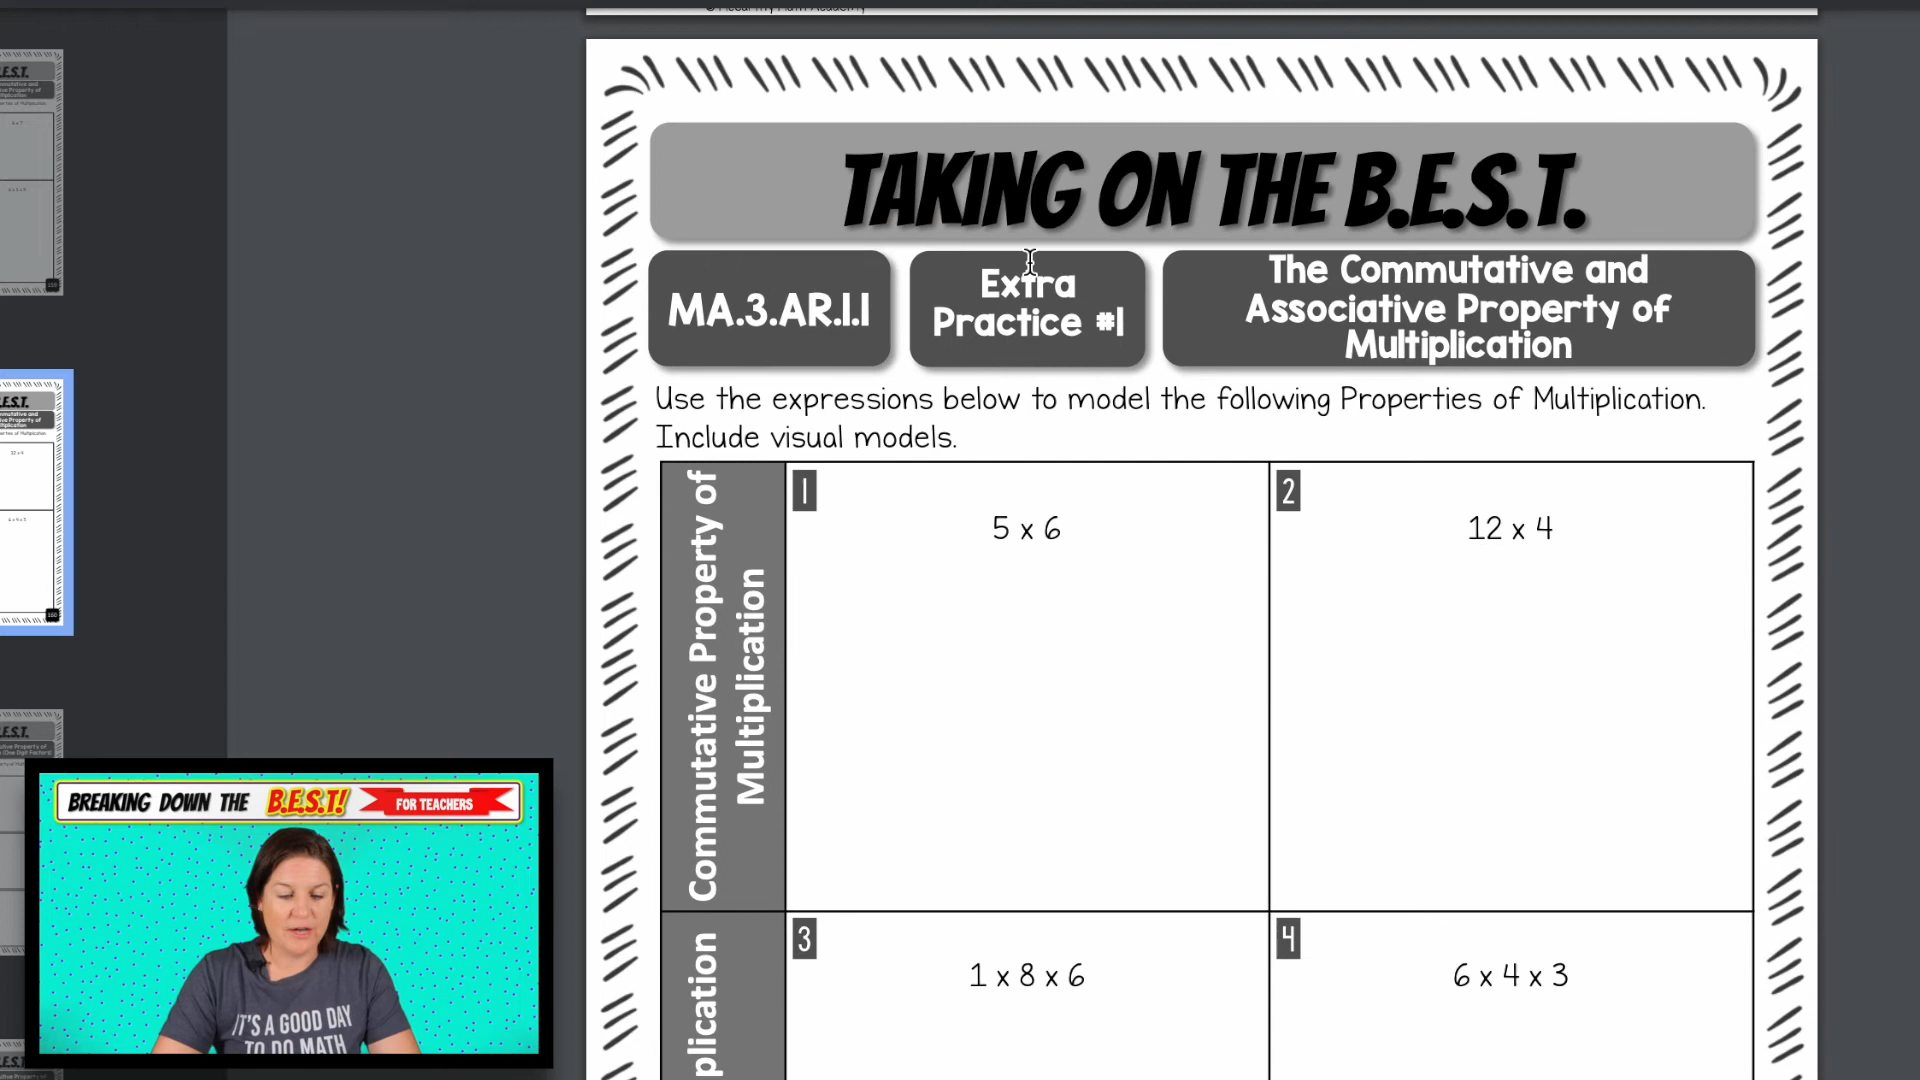 TAKING ON THE B.E.S.T.
MA.3.AR.1.1
Extra
Practice #1
The Commutative and
Associative Property of
Multiplication
Use the expressions below to model the following Properties of Multiplication.
Include visual models.
Commutative Property of
Multiplication
1
5 x 6
2
12 x 4
3
1 x 8 x 6
4
6 x 4 x 3
plication
BREAKING DOWN THE B.E.S.T!
FOR TEACHERS
IT'S A GOOD DAY
TO DO MATH